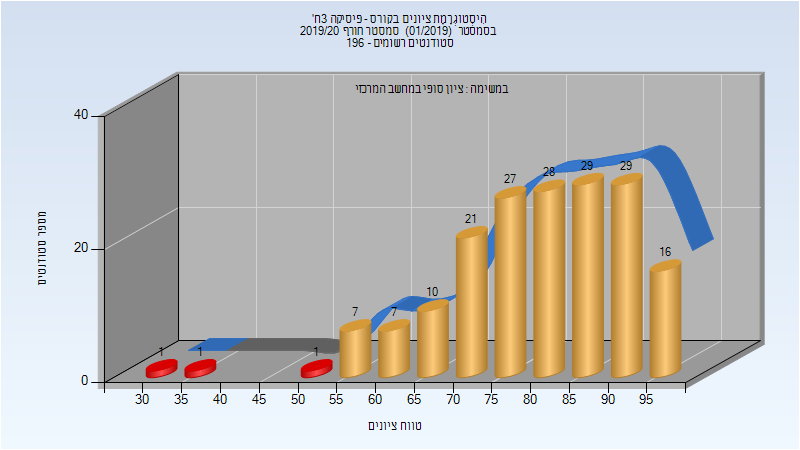 היסטוגרמת ציונים בקורס - פיסיקה 3ח'
בסמסטר (01/2019) סמסטר חורף 2019/20
סטודנטים רשומים - 196
במשימה : ציון סופי במחשב המרכזי
מספר סטודנטים
40
20
0
1
1
1
7
7
10
21
27
28
29
29
16
30 35 40 45 50 55 60 65 70 75 80 85 90 95
טווח ציונים